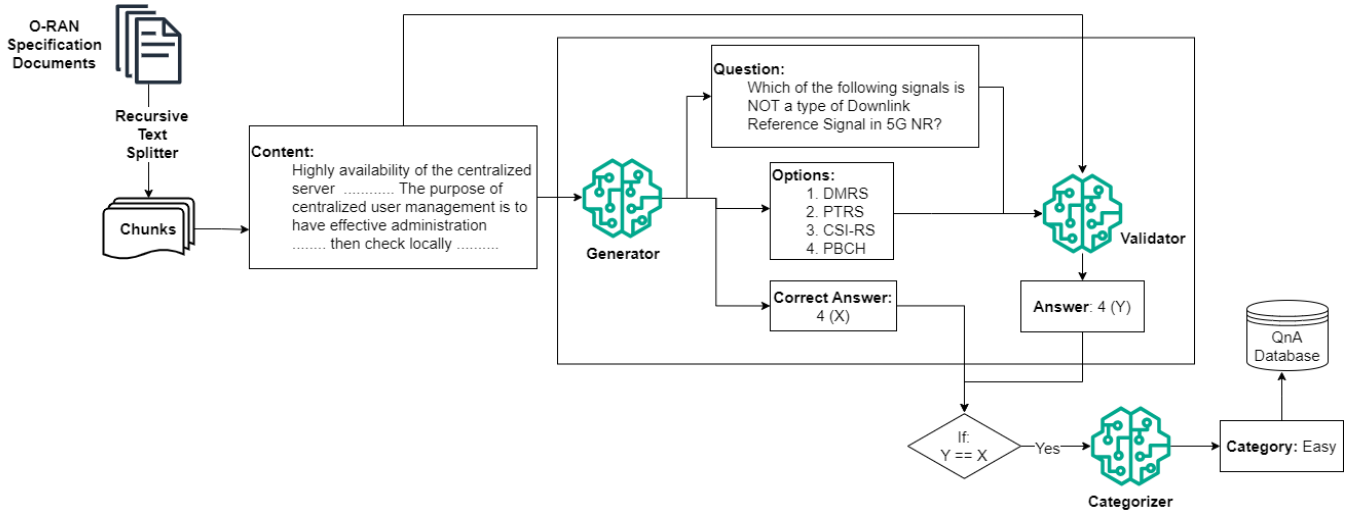 O-RAN
Specification
Documents
Recursive
Text
Splitter
Chunks
Content:
Highly availability of the centralized
server ............ The purpose of
centralized user management is to
have effective administration
........ then check locally ..........
Generator
Question:
Which of the following signals is
NOT a type of Downlink
Reference Signal in 5G NR?
Options:
1. DMRS
2. PTRS
3. CSI-RS
4. PBCH
Correct Answer:
4 (X)
Validator
Answer: 4 (Y)
If:
Y == X
Yes
Categorizer
Category: Easy
QnA
Database